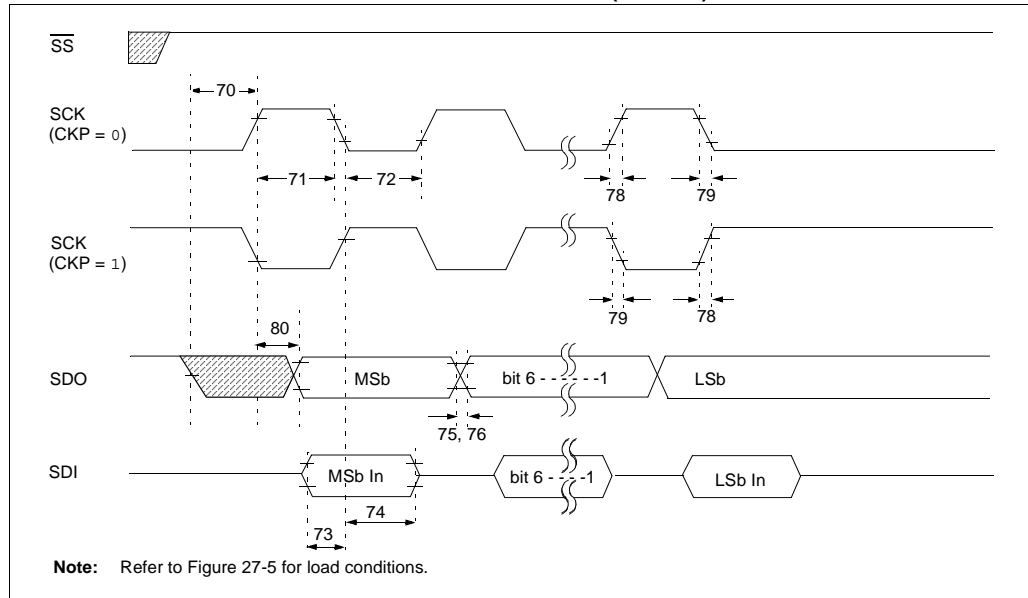 SS
70
SCK
(CKP = 0)
71
72
78
79
SCK
(CKP = 1)
79
78
80
SDO
MSb
bit 6 - - - - - -1
LSb
75, 76
SDI
MSb In
bit 6 - - - -1
LSb In
74
73
Note: Refer to Figure 27-5 for load conditions.